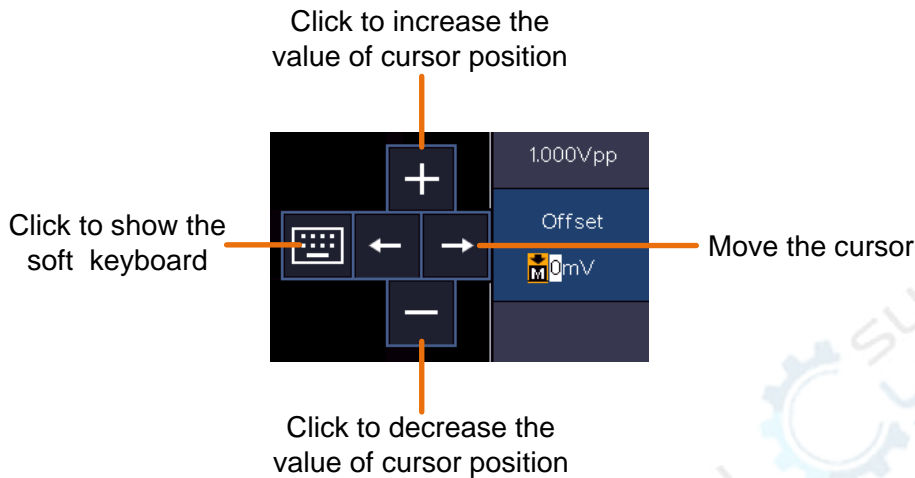 Click to increase the
value of cursor position
1.000Vpp
Click to show the
soft keyboard
Offset
M0mV
Move the cursor
Click to decrease the
value of cursor position